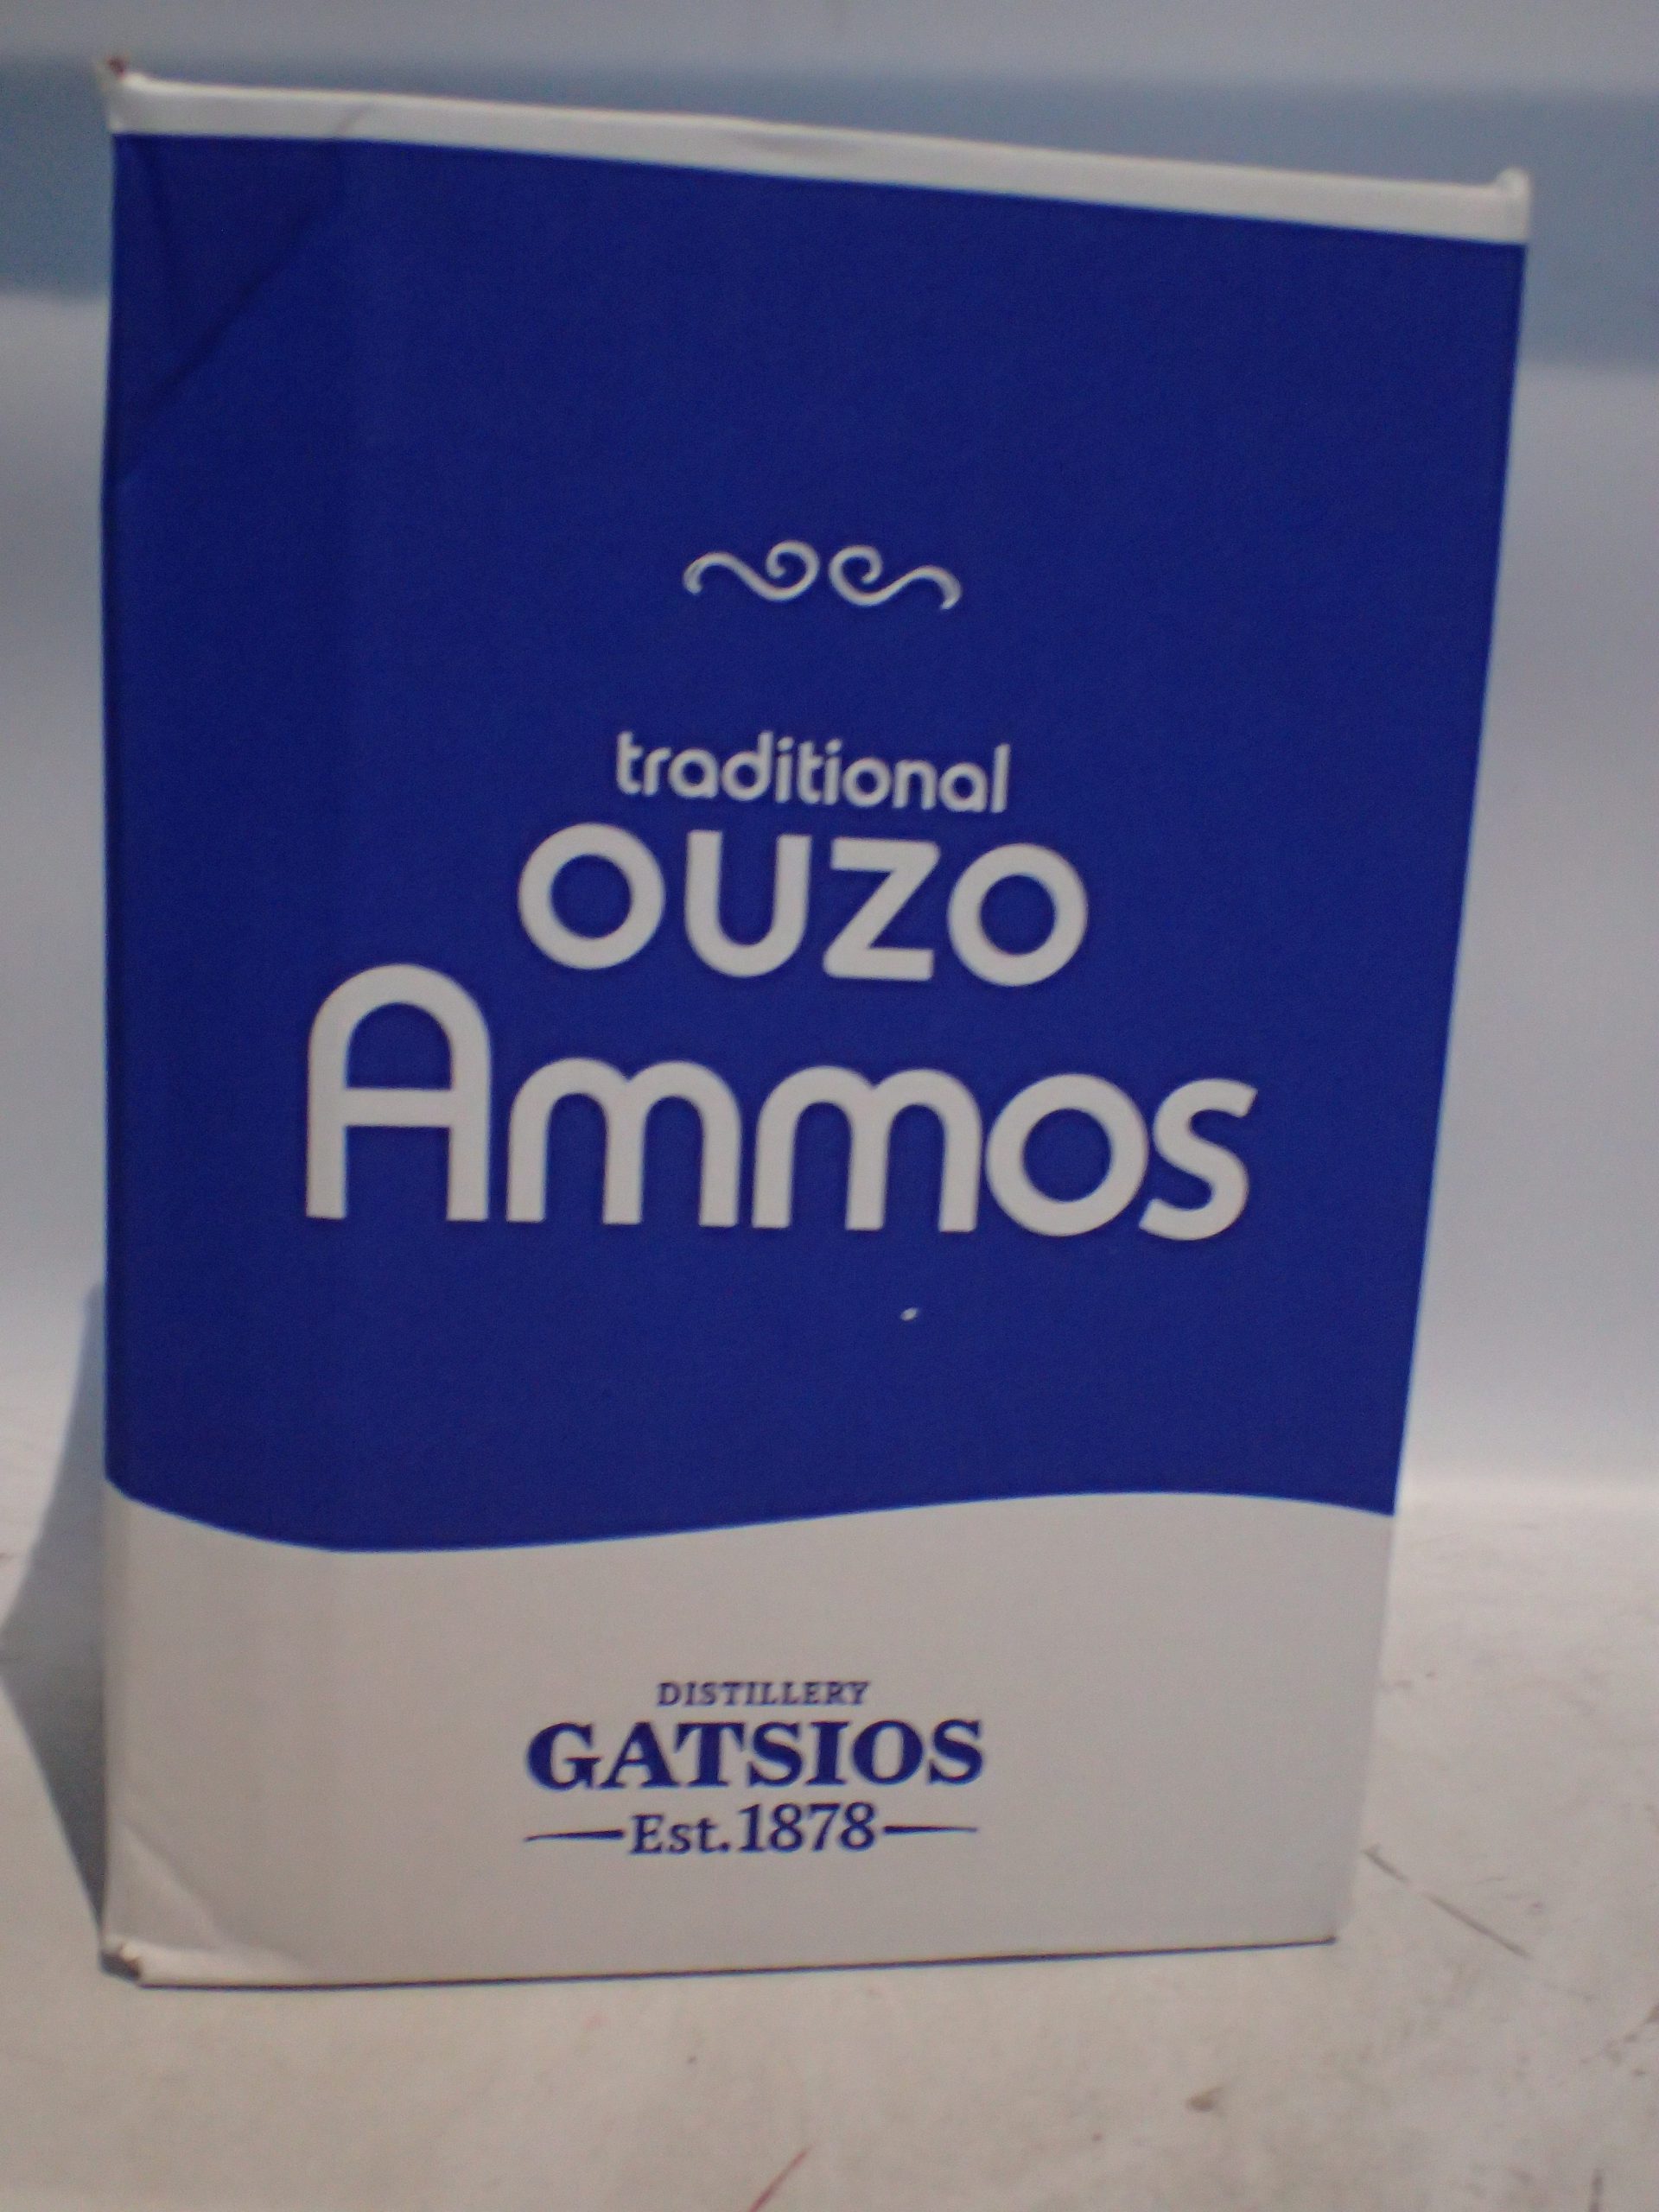 traditional
OUZO
Ammos
DISTILLERY
GATSIOS
Est.1878